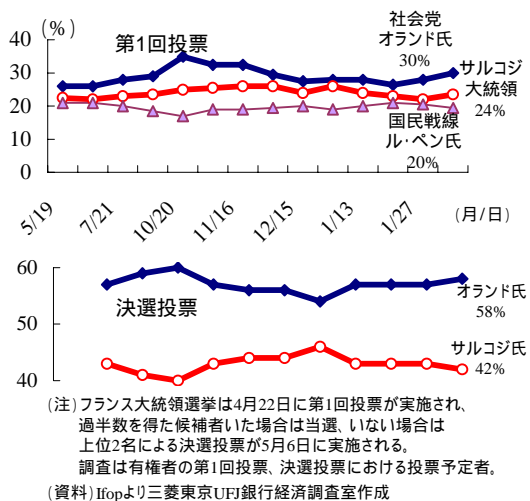 (%)
40
30
20
10
0
第1回投票
社会党
オランド氏
30%
サルコジ
大統領
24%
国民戦線
ル・ペン氏
20%
5/19
7/21
10/20
11/16
12/15
1/13
1/27
(月/日)
60
50
40
決選投票
オランド氏
58%
サルコジ氏
42%
(注)フランス大統領選挙は4月22日に第1回投票が実施され、
過半数を得た候補者いた場合は当選、いない場合は
上位2名による決選投票が5月6日に実施される。
調査は有権者の第1回投票、決選投票における投票予定者。
(資料)Ifopより三菱東京UFJ銀行経済調査室作成